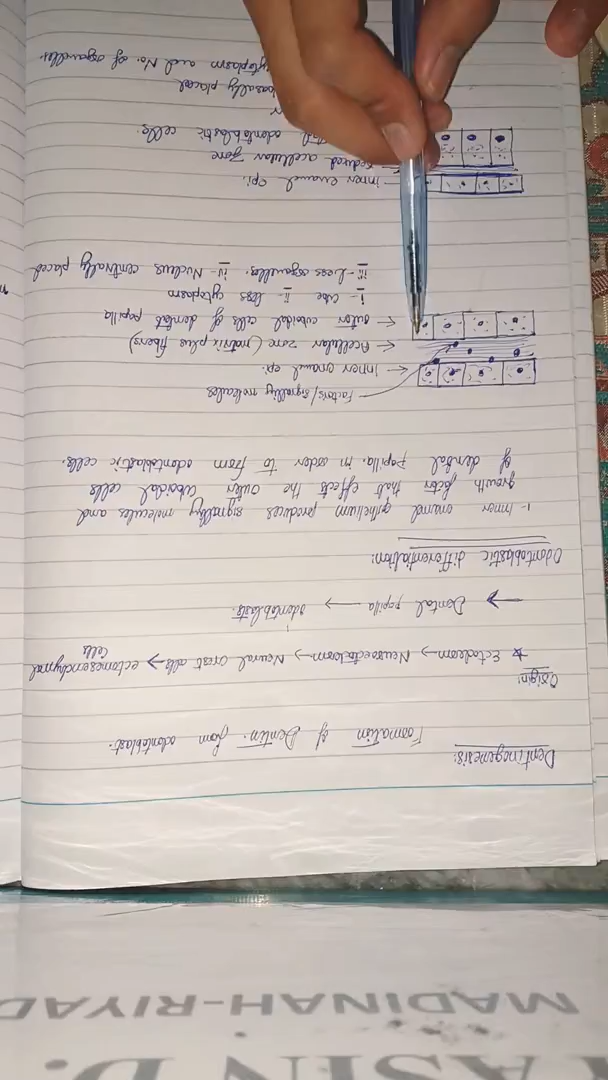 Dentinogenesis:
Formation of Dentin. from odontoblast.
Origin:
* Ectoderm → Neuroectoderm → Neural crest cells → ectomesenchymal cells
→ Dental papilla → odontoblasts.
Odontoblastic differentiation:
1- Inner enamel epithelium produces signalling molecules and
growth factor that effects the outer cuboidal cells
of dental papilla. in order to from odontoblastic cells.
Factors/signalling molecules
Inner enamel epi.
Acellular zone (matrix plus fibers)
outer cuboidal cells of dental papilla
i- Cube ii- less cytoplasm
iii- Less organelles. iv- Nucleus centrially placed
inner enamel epi.
reduced acellular zone
odontoblastic cells.
basally placed
cytoplasm and No. of organelles.
MADINAH-RIYAD